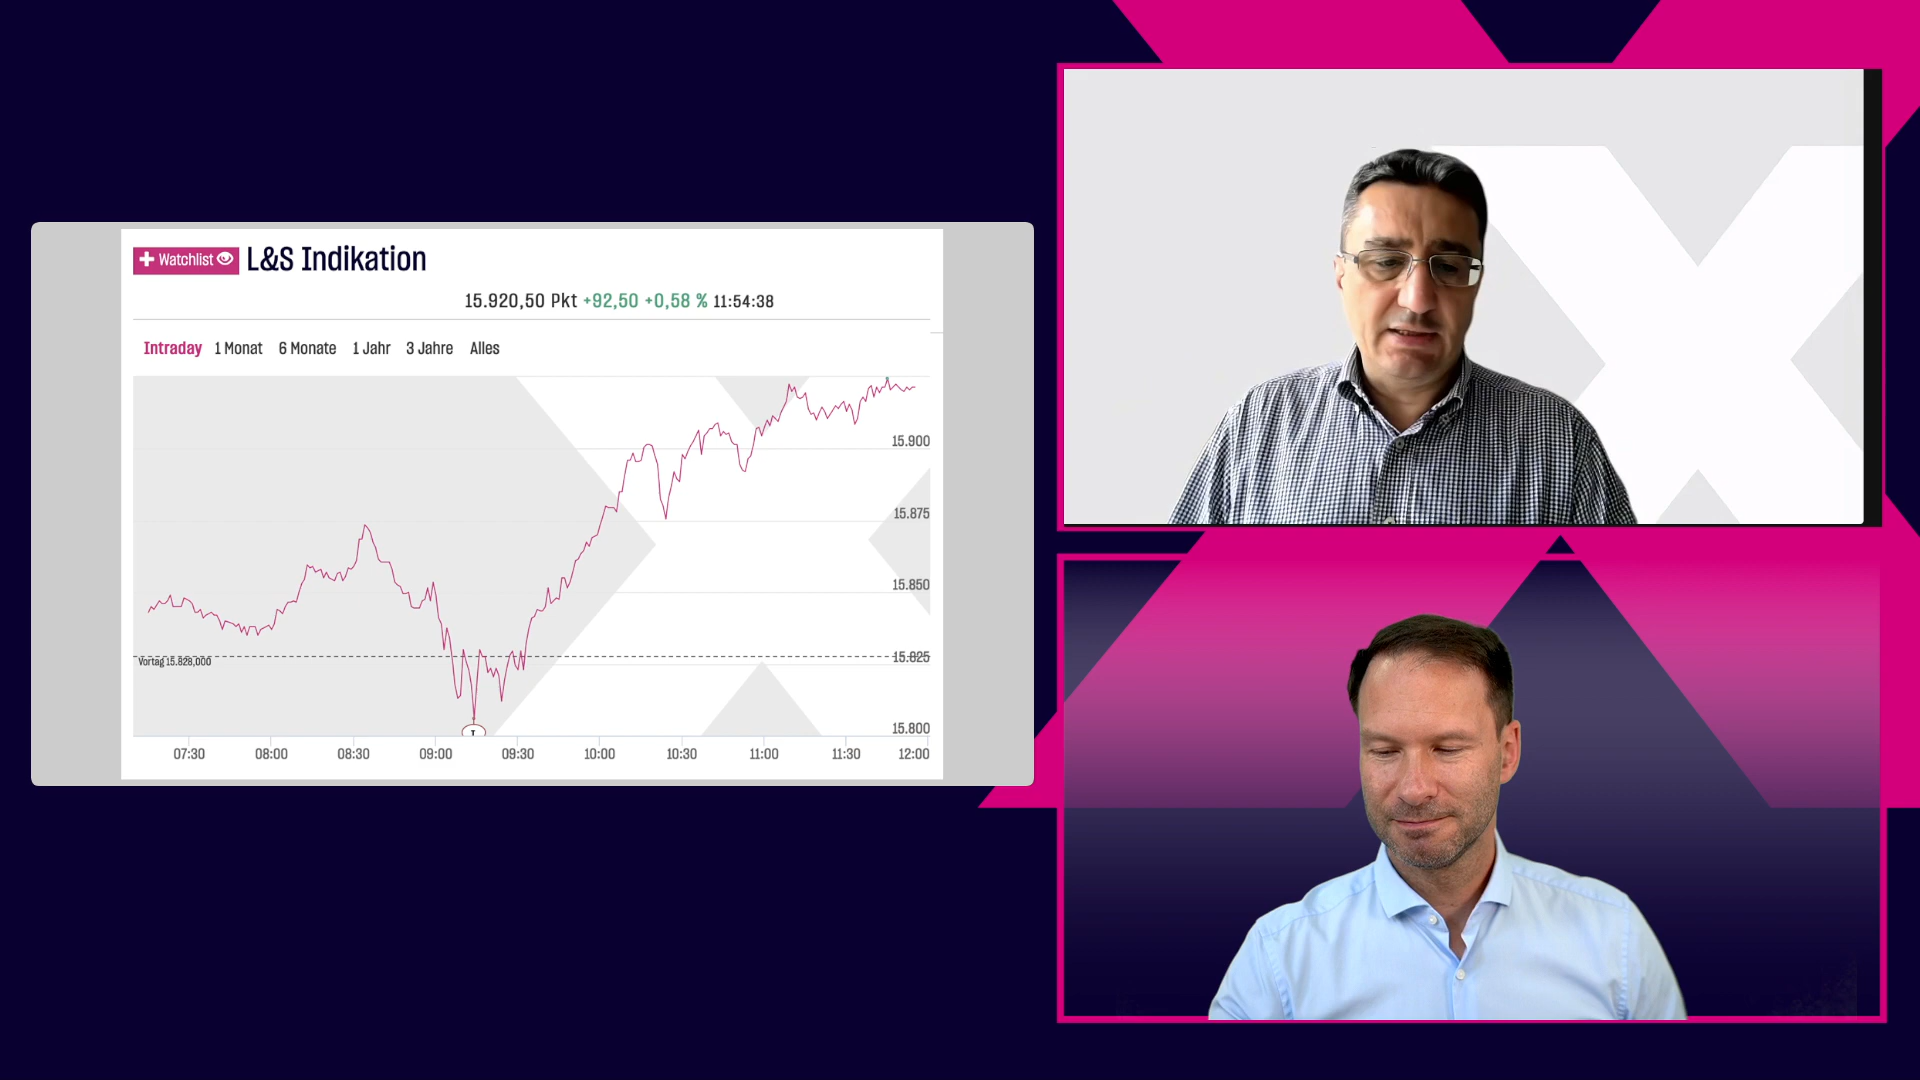 Watchlist L&S Indikation
15.920,50 Pkt +92,50 +0,58 % 11:54:38
Intraday 1 Monat 6 Monate 1 Jahr 3 Jahre Alles
15.900
15.875
15.850
Vortag 15.828,000
15.825
15.800
T
07:30 08:00 08:30 09:00 09:30 10:00 10:30 11:00 11:30 12:00